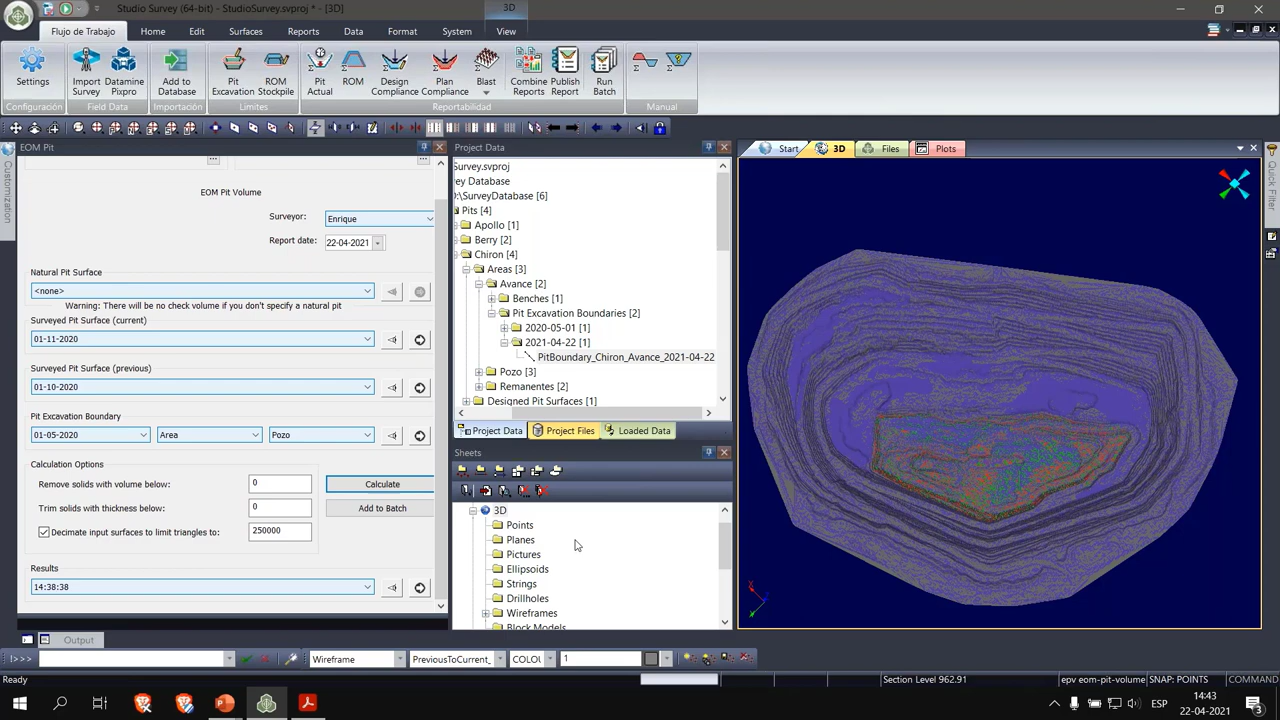 Studio Survey (64-bit) - StudioSurvey.svproj * - [3D]
3D
Flujo de Trabajo
Home
Edit
Surfaces
Reports
Data
Format
System
View
Settings
Import Survey
Datamine Pixpro
Add to Database
Pit Excavation
ROM Stockpile
Pit Actual
ROM
Design Compliance
Plan Compliance
Blast
Combine Reports
Publish Report
Run Batch
Configuración
Field Data
Importación
Limites
Reportabilidad
Manual
Customization
EOM Pit
EOM Pit Volume
Surveyor:
Enrique
Report date:
22-04-2021
Natural Pit Surface
<none>
Warning: There will be no check volume if you don't specify a natural pit
Surveyed Pit Surface (current)
01-11-2020
Surveyed Pit Surface (previous)
01-10-2020
Pit Excavation Boundary
01-05-2020
Area
Pozo
Calculation Options
Remove solids with volume below:
0
Calculate
Trim solids with thickness below:
0
Add to Batch
Decimate input surfaces to limit triangles to:
250000
Results
14:38:38
Output
Project Data
Survey.svproj
ey Database
D:\SurveyDatabase [6]
Pits [4]
Apollo [1]
Berry [2]
Chiron [4]
Areas [3]
Avance [2]
Benches [1]
Pit Excavation Boundaries [2]
2020-05-01 [1]
2021-04-22 [1]
PitBoundary_Chiron_Avance_2021-04-22
Pozo [3]
Remanentes [2]
Designed Pit Surfaces [1]
Project Data
Project Files
Loaded Data
Sheets
3D
Points
Planes
Pictures
Ellipsoids
Strings
Drillholes
Wireframes
Block Models
Start
3D
Files
Plots
Quick Filter
!>>>
Wireframe
PreviousToCurrent_
COLOU
1
Ready
Section Level 962.91
epv eom-pit-volume
SNAP: POINTS
COMMAND
ESP
14:43
22-04-2021
3